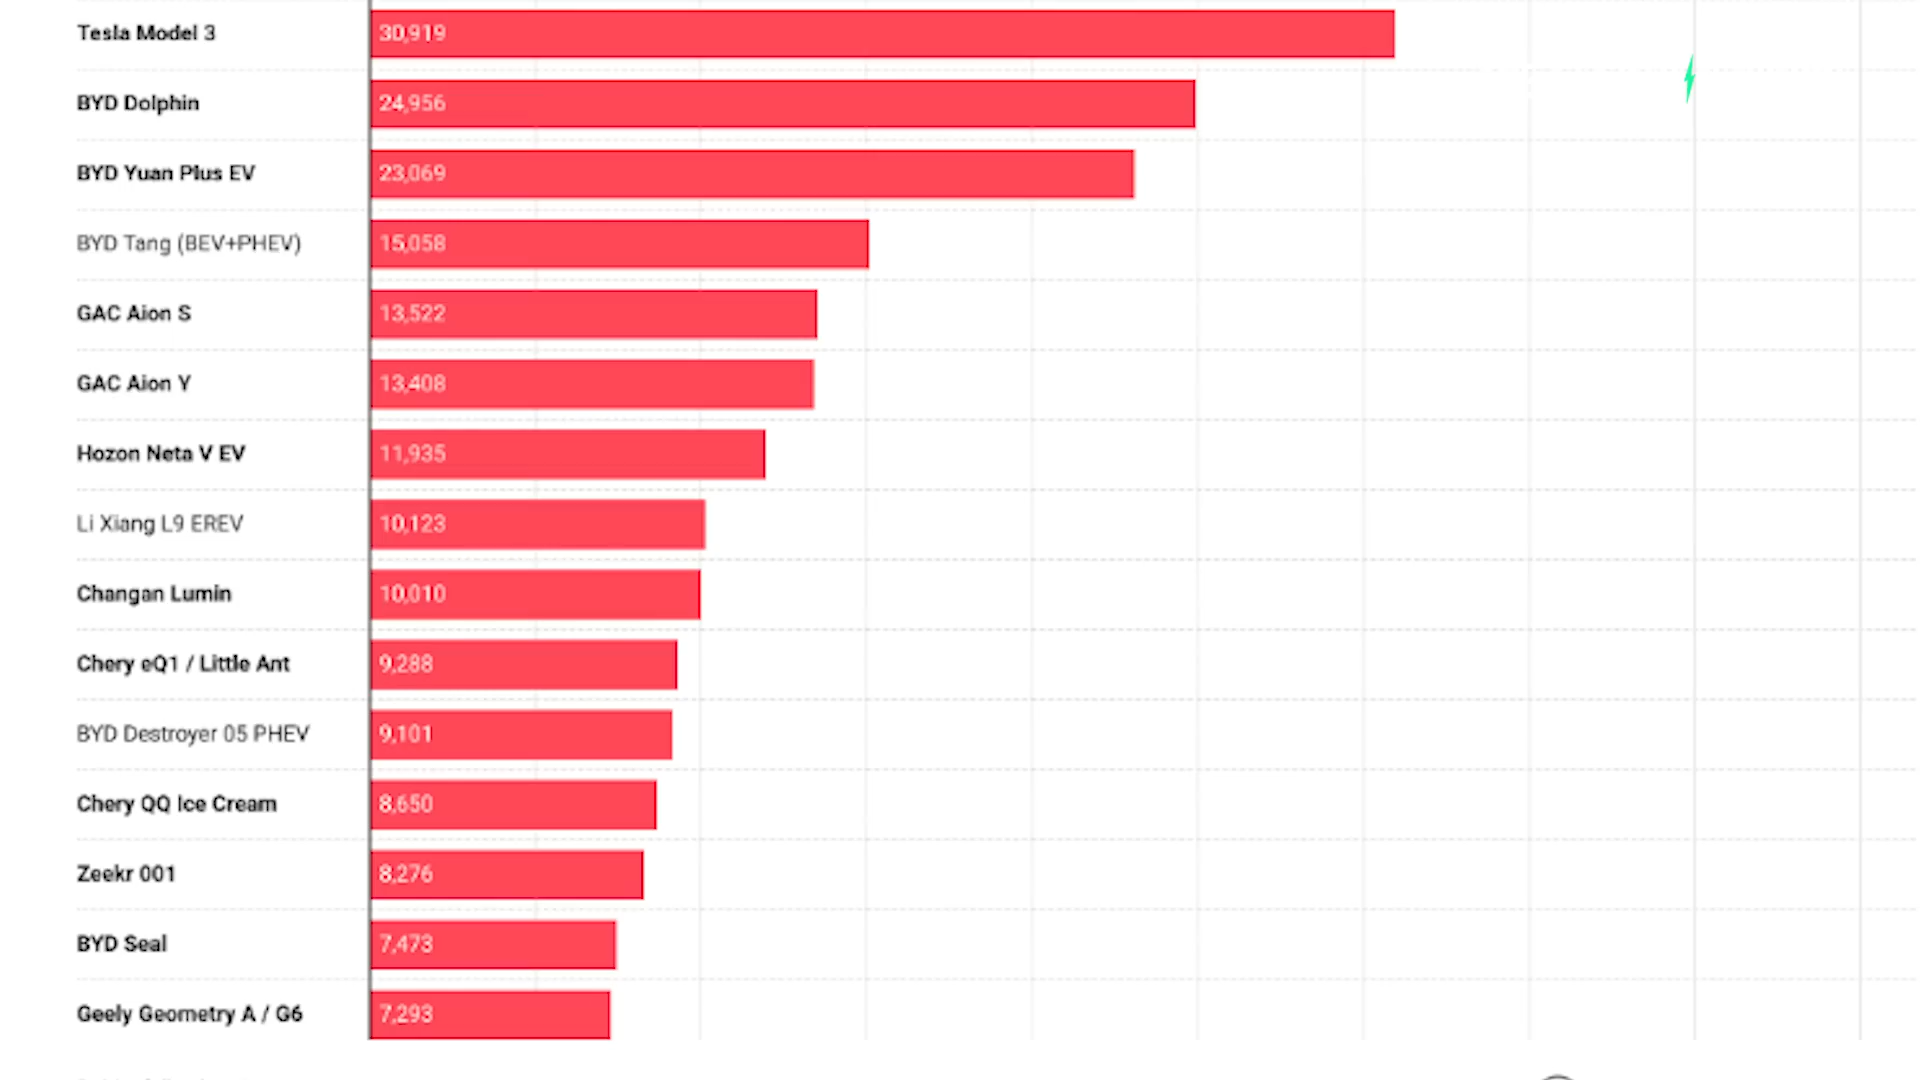 Tesla Model 3 30,919
BYD Dolphin 24,956
BYD Yuan Plus EV 23,069
BYD Tang (BEV+PHEV) 15,058
GAC Aion S 13,522
GAC Aion Y 13,408
Hozon Neta V EV 11,935
Li Xiang L9 EREV 10,123
Changan Lumin 10,010
Chery eQ1 / Little Ant 9,288
BYD Destroyer 05 PHEV 9,101
Chery QQ Ice Cream 8,650
Zeekr 001 8,276
BYD Seal 7,473
Geely Geometry A / G6 7,293